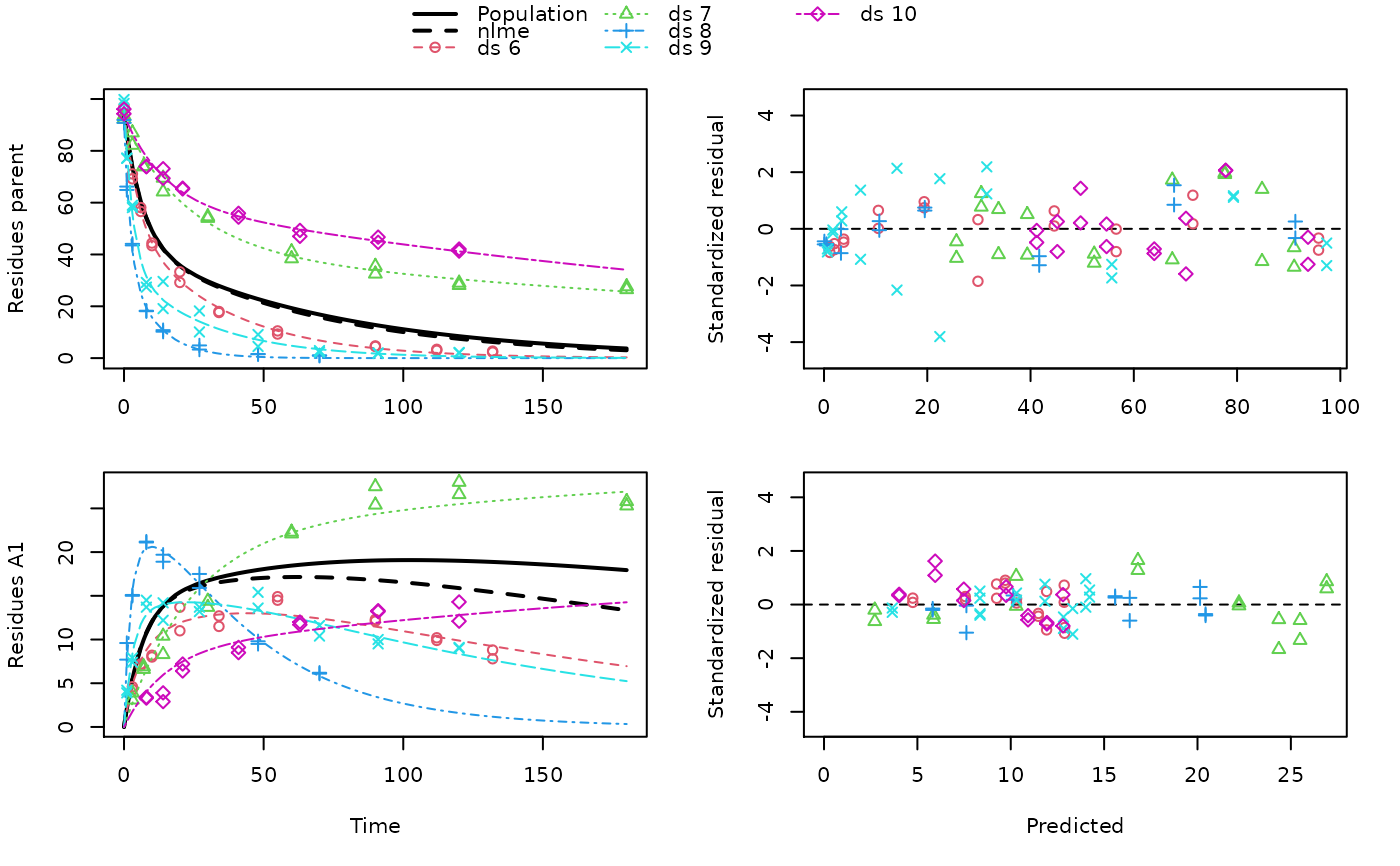 Population
nlme
ds 6
ds 7
ds 8
ds 9
ds 10
Residues parent
0 20 40 60 80
0 50 100 150
Standardized residual
-4 -2 0 2 4
0 20 40 60 80 100
Residues A1
0 5 10 20
0 50 100 150
Time
Standardized residual
-4 -2 0 2 4
0 5 10 15 20 25
Predicted